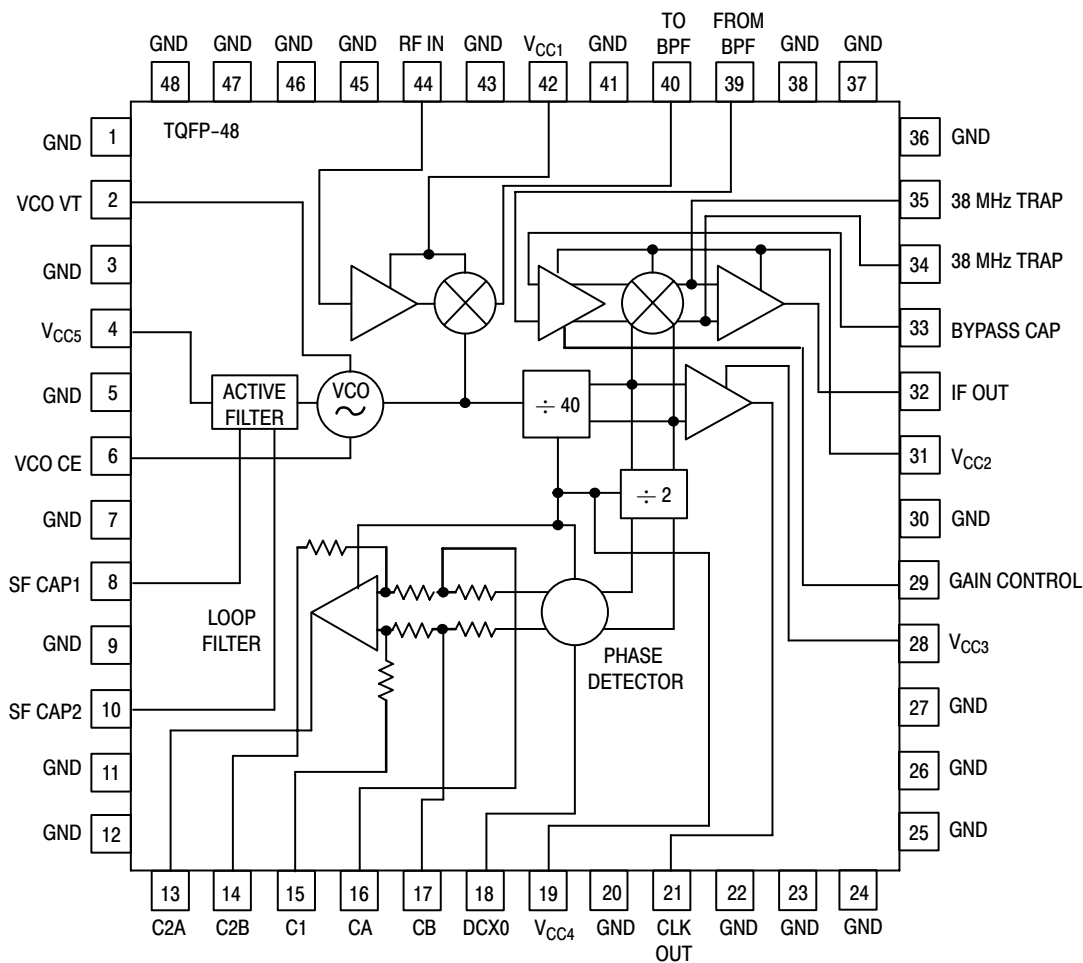 GND GND GND GND RF IN GND VCC1 GND TO BPF FROM BPF GND GND
48 47 46 45 44 43 42 41 40 39 38 37
TQFP-48
GND 1
VCO VT 2
GND 3
VCC5 4
GND 5
VCO CE 6
GND 7
SF CAP1 8
GND 9
SF CAP2 10
GND 11
GND 12
36 GND
35 38 MHz TRAP
34 38 MHz TRAP
33 BYPASS CAP
32 IF OUT
31 VCC2
30 GND
29 GAIN CONTROL
28 VCC3
27 GND
26 GND
25 GND
ACTIVE
FILTER
VCO
∼
÷ 40
÷ 2
LOOP
FILTER
PHASE
DETECTOR
13 14 15 16 17 18 19 20 21 22 23 24
C2A C2B C1 CA CB DCX0 VCC4 GND CLK OUT GND GND GND